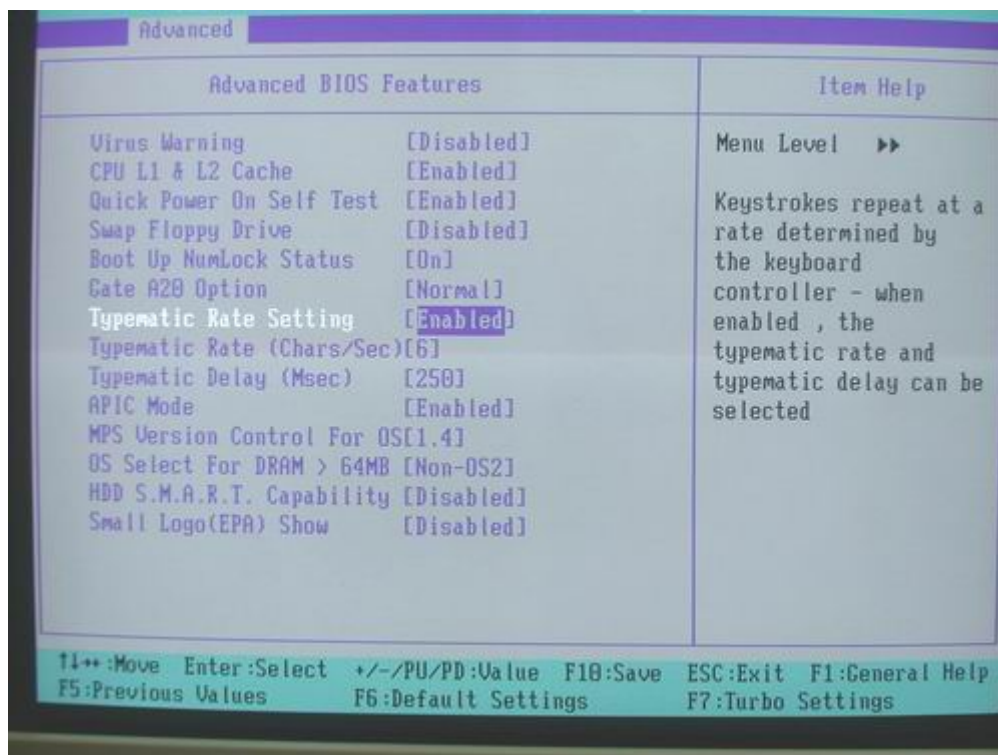 Advanced
Advanced BIOS Features
Virus Warning [Disabled]
CPU L1 & L2 Cache [Enabled]
Quick Power On Self Test [Enabled]
Swap Floppy Drive [Disabled]
Boot Up NumLock Status [On]
Gate A20 Option [Normal]
Typematic Rate Setting [Enabled]
Typematic Rate (Chars/Sec)[6]
Typematic Delay (Msec) [250]
APIC Mode [Enabled]
MPS Version Control For OS[1.4]
OS Select For DRAM > 64MB [Non-OS2]
HDD S.M.A.R.T. Capability [Disabled]
Small Logo(EPA) Show [Disabled]
Item Help
Menu Level ▸▸
Keystrokes repeat at a
rate determined by
the keyboard
controller - when
enabled , the
typematic rate and
typematic delay can be
selected
↑↓→←:Move Enter:Select +/-/PU/PD:Value F10:Save ESC:Exit F1:General Help
F5:Previous Values F6:Default Settings F7:Turbo Settings